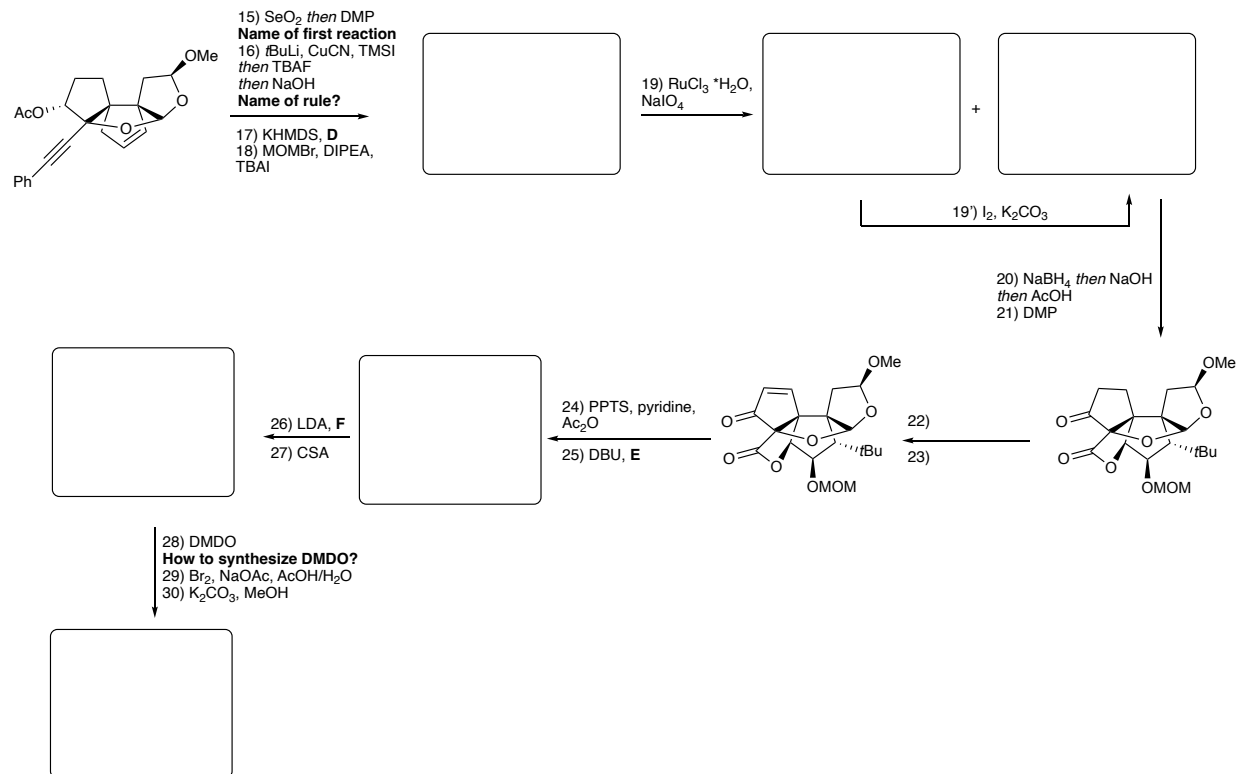 15) SeO2 then DMP
Name of first reaction
16) tBuLi, CuCN, TMSI
then TBAF
then NaOH
Name of rule?
17) KHMDS, D
18) MOMBr, DIPEA,
TBAI
OMe
O
AcO
O
Ph
19) RuCl3 *H2O,
NaIO4
+
19') I2, K2CO3
20) NaBH4 then NaOH
then AcOH
21) DMP
OMe
O
O
O
O
O
tBu
OMOM
22)
23)
OMe
O
O
O
O
O
tBu
OMOM
24) PPTS, pyridine,
Ac2O
25) DBU, E
26) LDA, F
27) CSA
28) DMDO
How to synthesize DMDO?
29) Br2, NaOAc, AcOH/H2O
30) K2CO3, MeOH